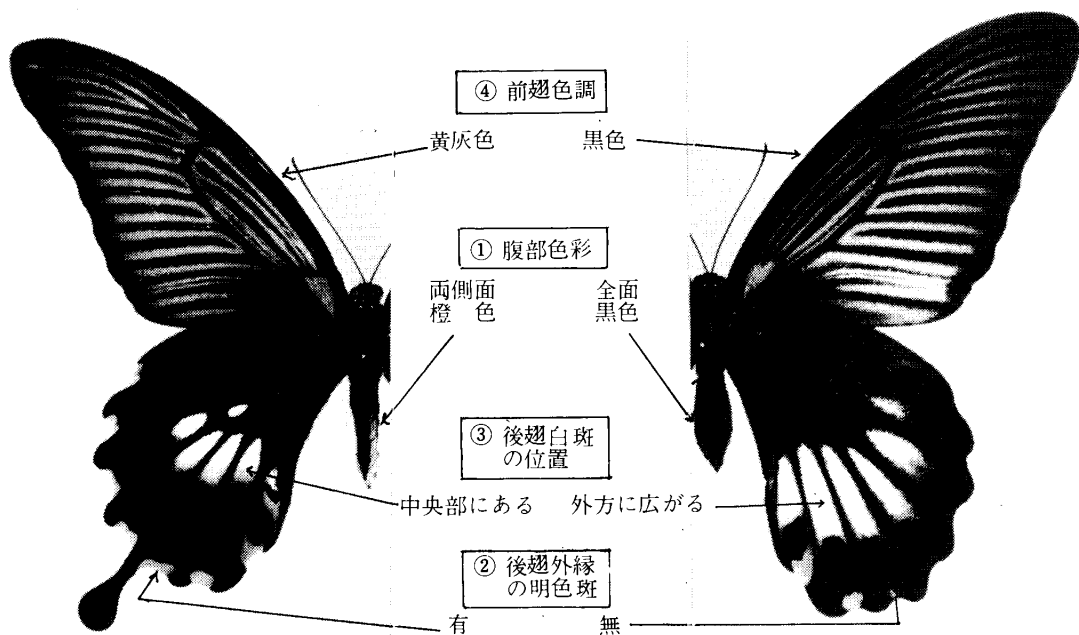 ④ 前翅色調
黄灰色 黒色
① 腹部色彩
両側面 全面
橙 色 黒色
③ 後翅白斑
の位置
中央部にある 外方に広がる
② 後翅外縁
の明色斑
有 無